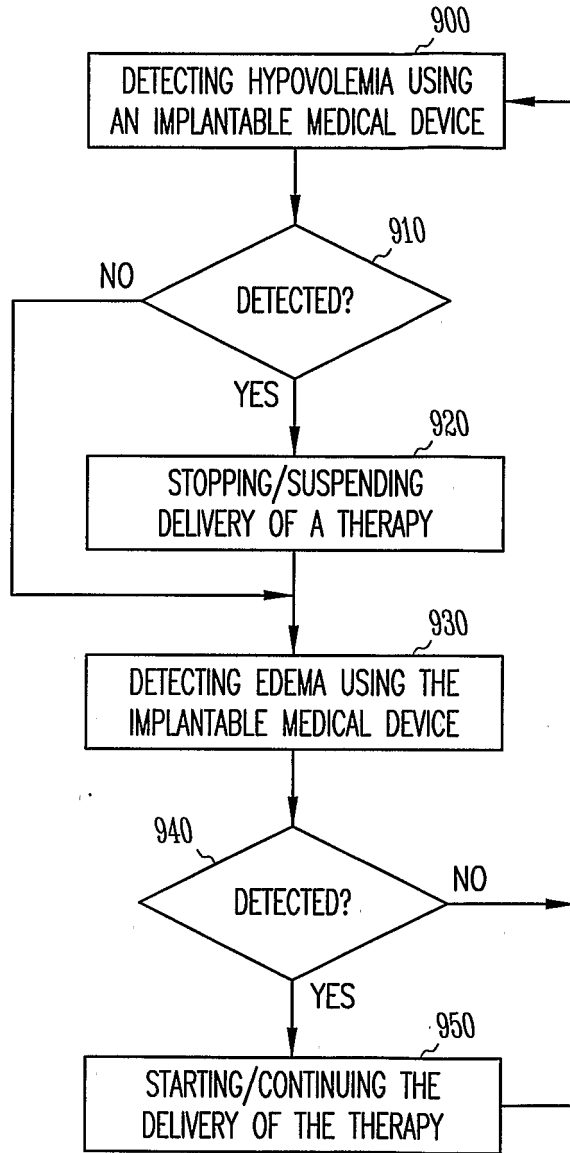 900
DETECTING HYPOVOLEMIA USING
AN IMPLANTABLE MEDICAL DEVICE
910
NO
DETECTED?
YES
920
STOPPING/SUSPENDING
DELIVERY OF A THERAPY
930
DETECTING EDEMA USING THE
IMPLANTABLE MEDICAL DEVICE
940
NO
DETECTED?
YES
950
STARTING/CONTINUING THE
DELIVERY OF THE THERAPY